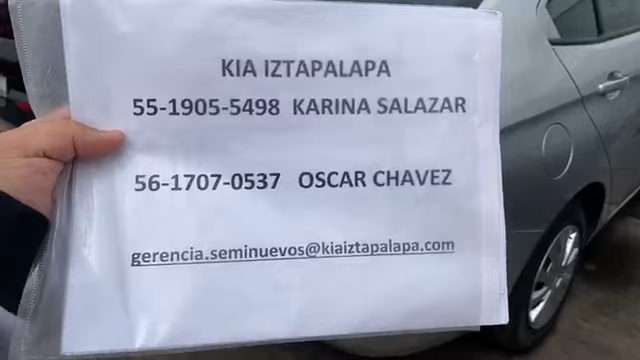 KIA IZTAPALAPA
55-1905-5498 KARINA SALAZAR
56-1707-0537 OSCAR CHAVEZ
gerencia.seminuevos@kiaiztapalapa.com